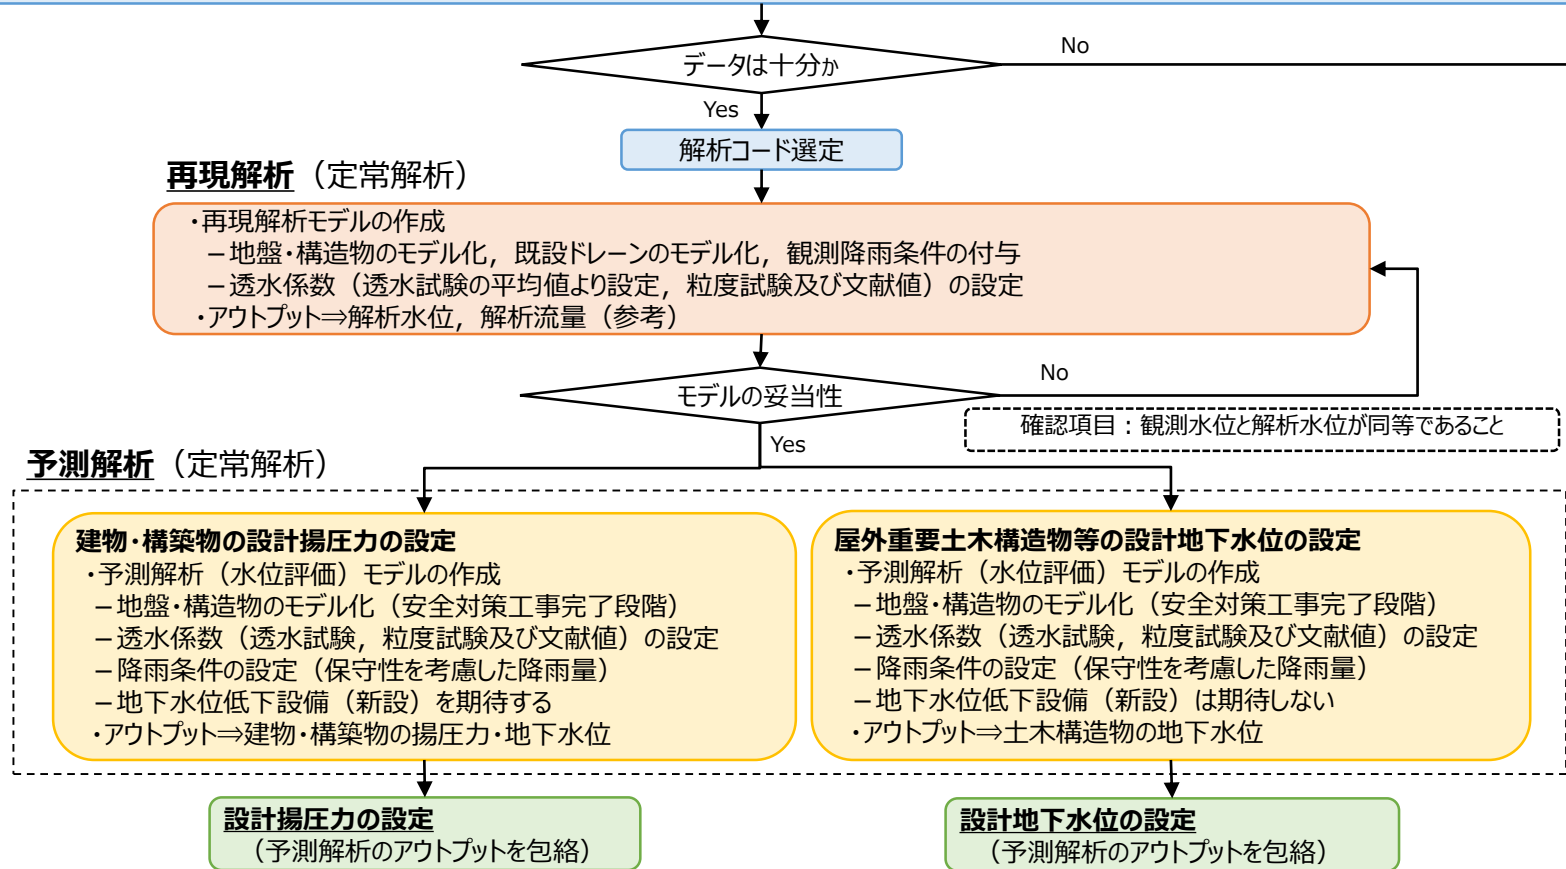 データは十分か
No
Yes
解析コード選定
再現解析（定常解析）
・再現解析モデルの作成
－地盤・構造物のモデル化，既設ドレーンのモデル化，観測降雨条件の付与
－透水係数（透水試験の平均値より設定，粒度試験及び文献値）の設定
・アウトプット⇒解析水位，解析流量（参考）
モデルの妥当性
No
確認項目：観測水位と解析水位が同等であること
Yes
予測解析（定常解析）
建物・構築物の設計揚圧力の設定
・予測解析（水位評価）モデルの作成
－地盤・構造物のモデル化（安全対策工事完了段階）
－透水係数（透水試験，粒度試験及び文献値）の設定
－降雨条件の設定（保守性を考慮した降雨量）
－地下水位低下設備（新設）を期待する
・アウトプット⇒建物・構築物の揚圧力・地下水位
屋外重要土木構造物等の設計地下水位の設定
・予測解析（水位評価）モデルの作成
－地盤・構造物のモデル化（安全対策工事完了段階）
－透水係数（透水試験，粒度試験及び文献値）の設定
－降雨条件の設定（保守性を考慮した降雨量）
－地下水位低下設備（新設）は期待しない
・アウトプット⇒土木構造物の地下水位
設計揚圧力の設定
（予測解析のアウトプットを包絡）
設計地下水位の設定
（予測解析のアウトプットを包絡）